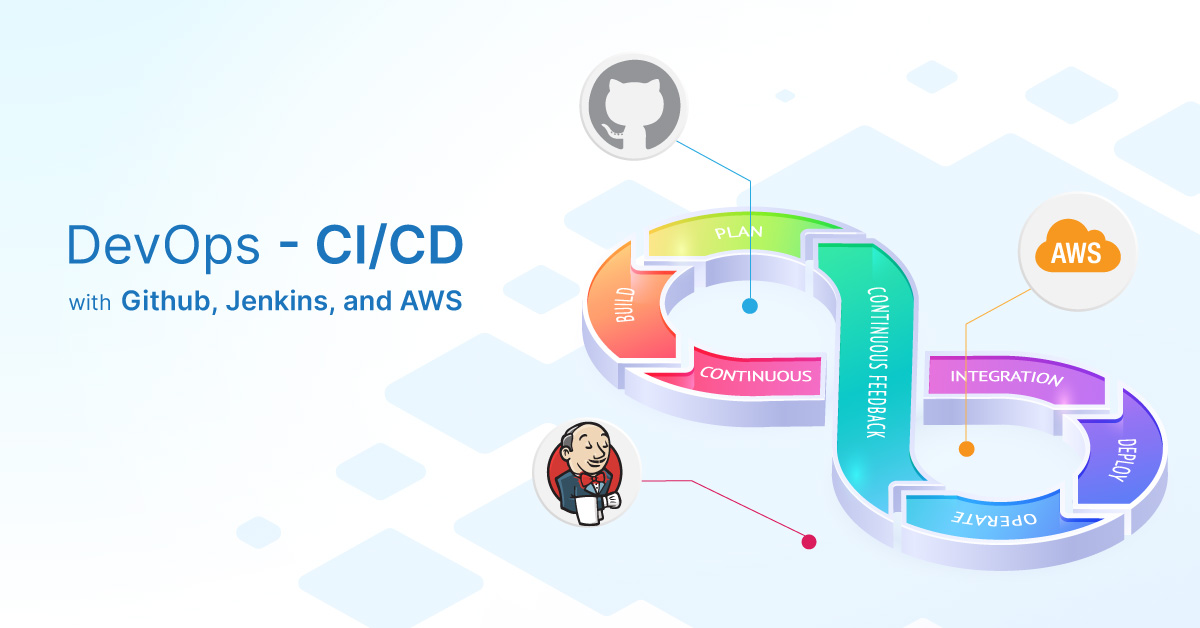 DevOps - CI/CD
with Github, Jenkins, and AWS
PLAN
BUILD
CONTINUOUS
CONTINUOUS FEEDBACK
INTEGRATION
DEPLOY
OPERATE
AWS